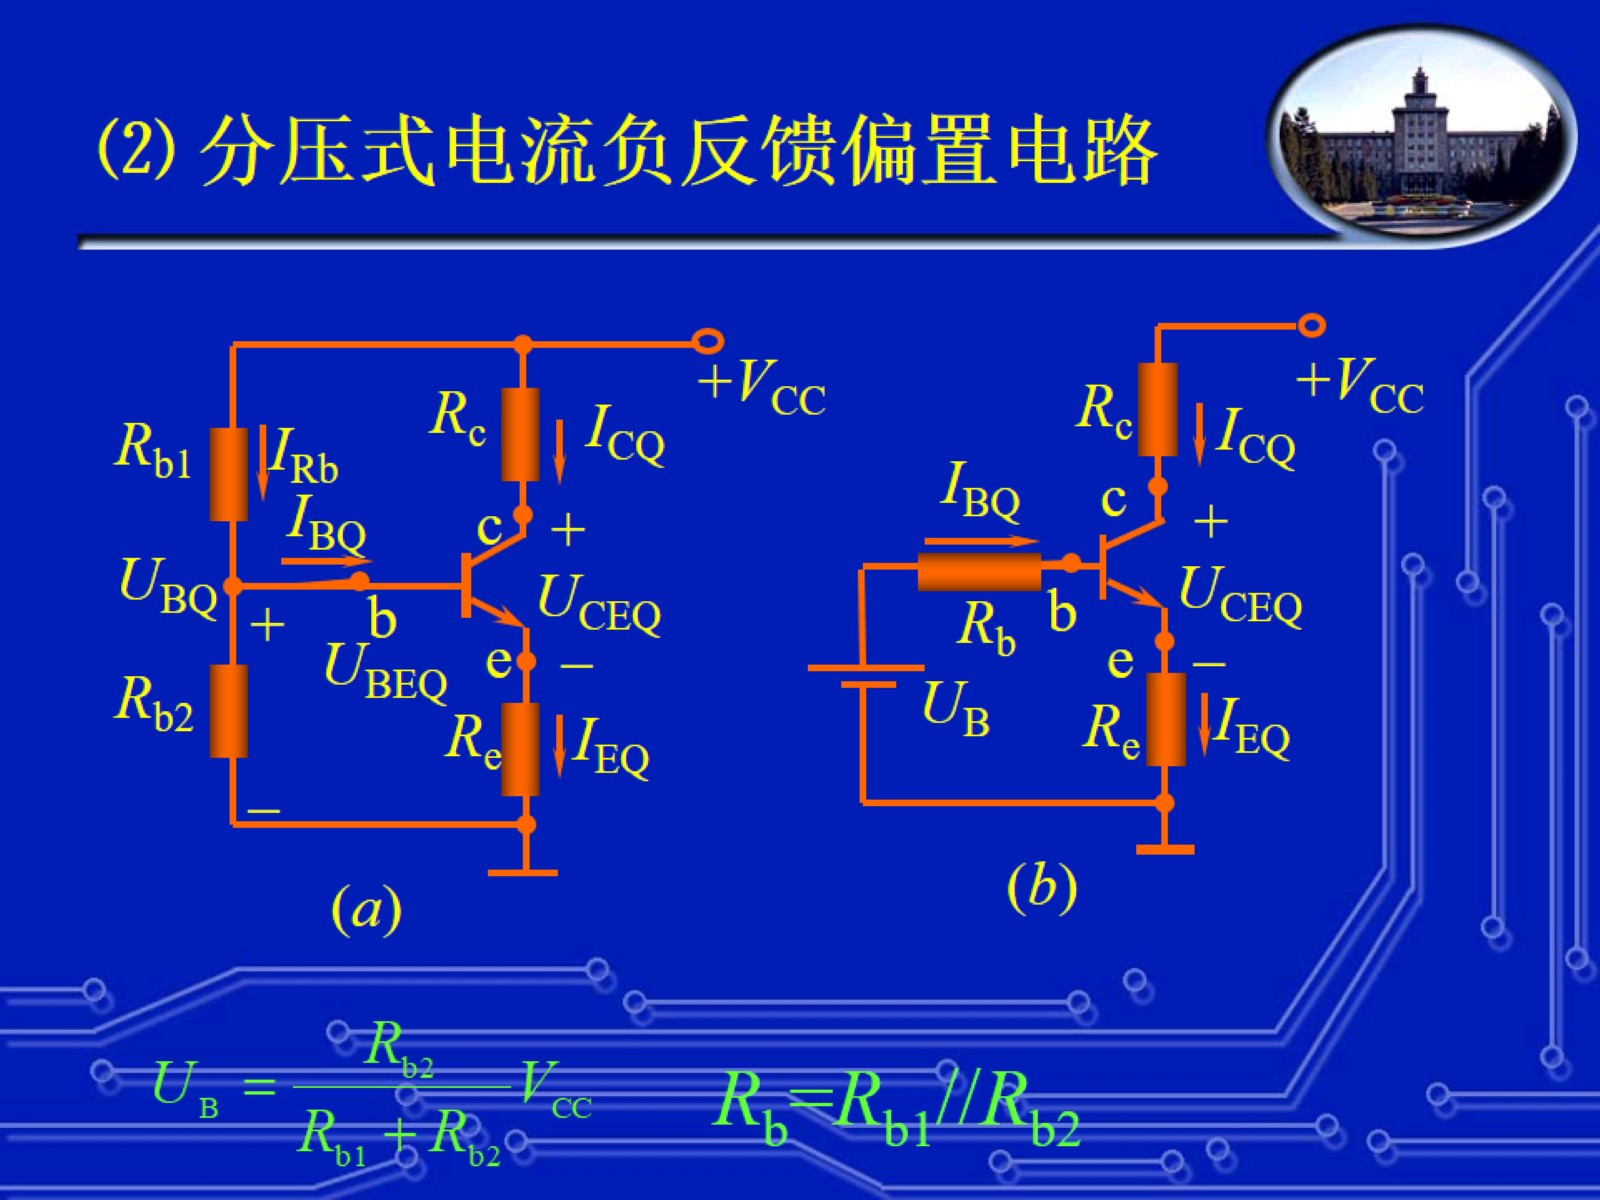 (2) 分压式电流负反馈偏置电路
+VCC
Rb1
IRb
Rc
ICQ
IBQ
c
+
UBQ
+
b
UCEQ
UBEQ
e
–
Rb2
Re
IEQ
–
(a)
+VCC
Rc
ICQ
IBQ
c
+
Rb
b
UCEQ
e
–
UB
Re
IEQ
(b)
UB = Rb2 / (Rb1 + Rb2) VCC
Rb=Rb1//Rb2